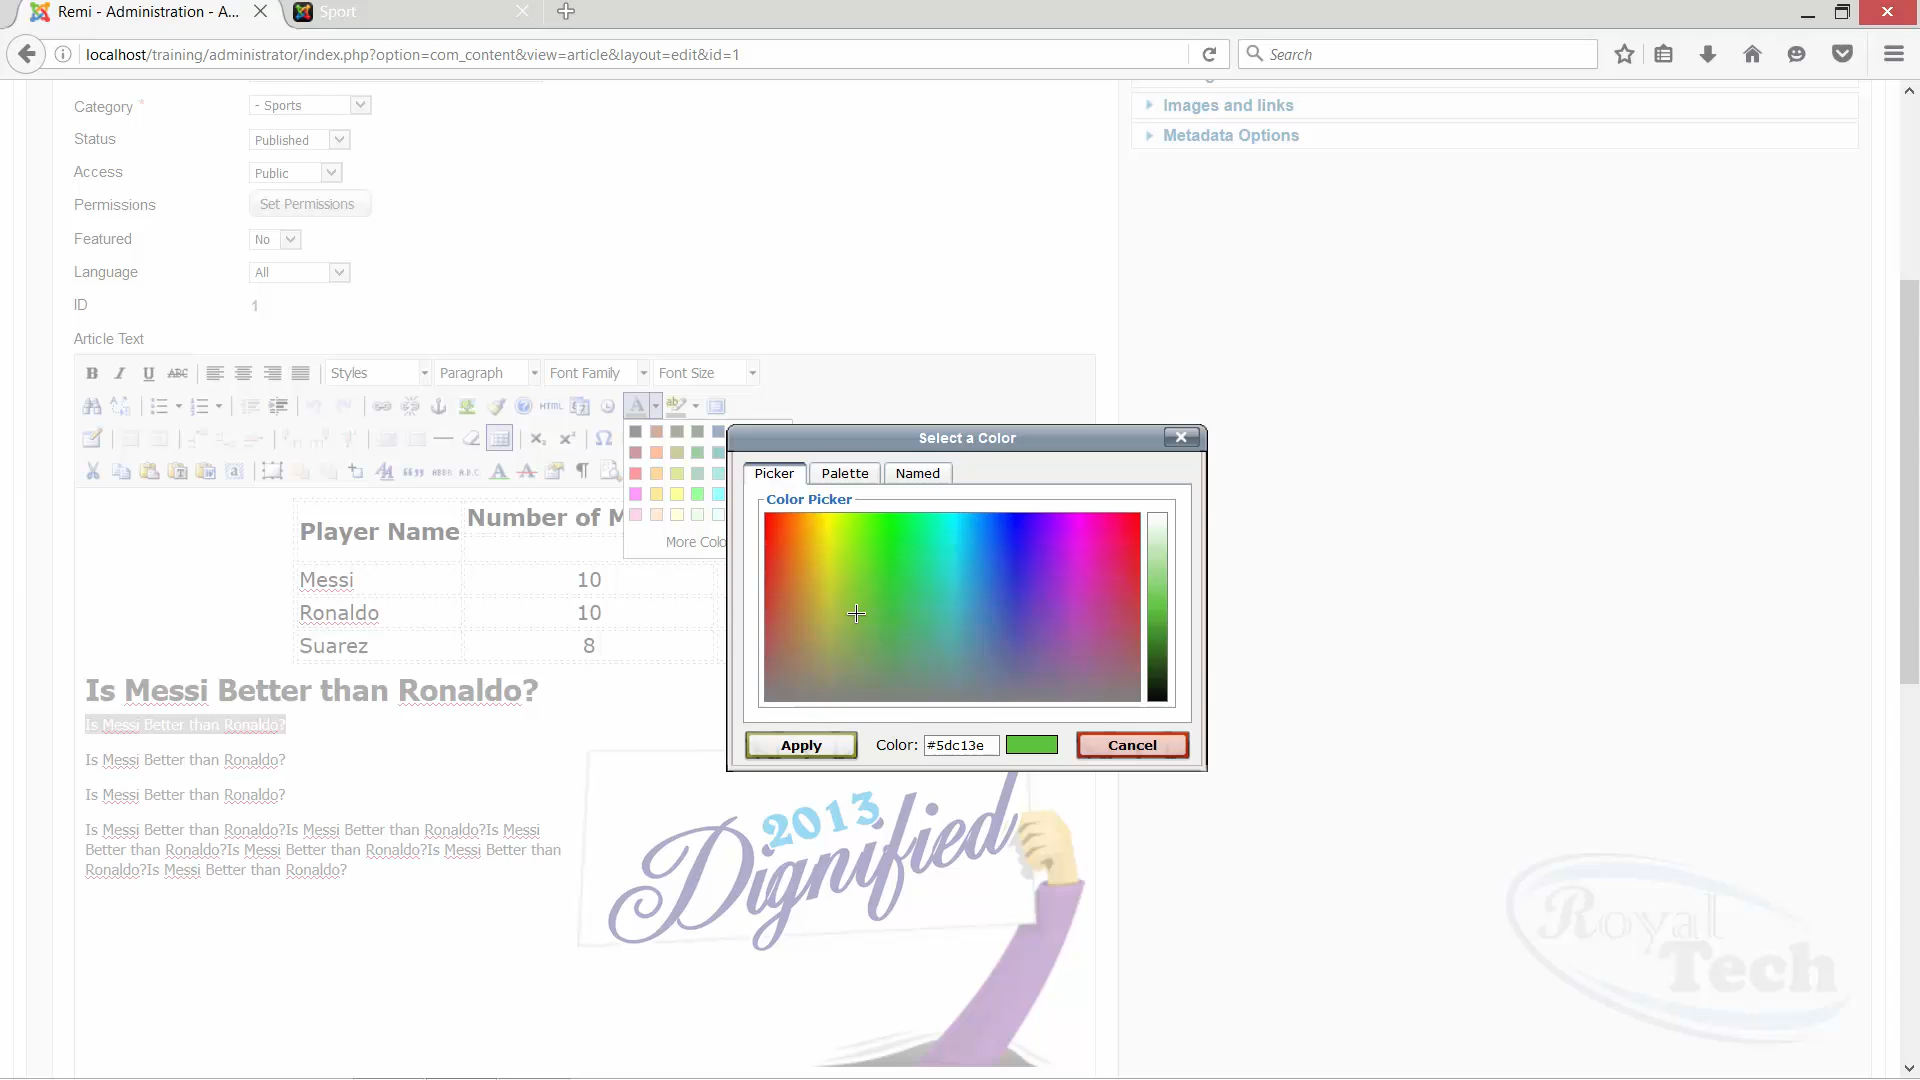 Remi - Administration - A...
Sport
localhost/training/administrator/index.php?option=com_content&view=article&layout=edit&id=1
Search
Category *
- Sports
Images and links
Status
Published
Metadata Options
Access
Public
Permissions
Set Permissions
Featured
No
Language
All
ID
1
Article Text
B I U ABC
Styles
Paragraph
Font Family
Font Size
HTML
Select a Color
Picker
Palette
Named
Color Picker
Player Name
Number of M
More Colo
Messi
10
Ronaldo
10
Suarez
8
Is Messi Better than Ronaldo?
Is Messi Better than Ronaldo?
Apply
Color:
#5dc13e
Cancel
Is Messi Better than Ronaldo?
Is Messi Better than Ronaldo?
Is Messi Better than Ronaldo?Is Messi Better than Ronaldo?Is Messi
Better than Ronaldo?Is Messi Better than Ronaldo?Is Messi Better than
Ronaldo?Is Messi Better than Ronaldo?
2013
Dignified
Royal
Tech